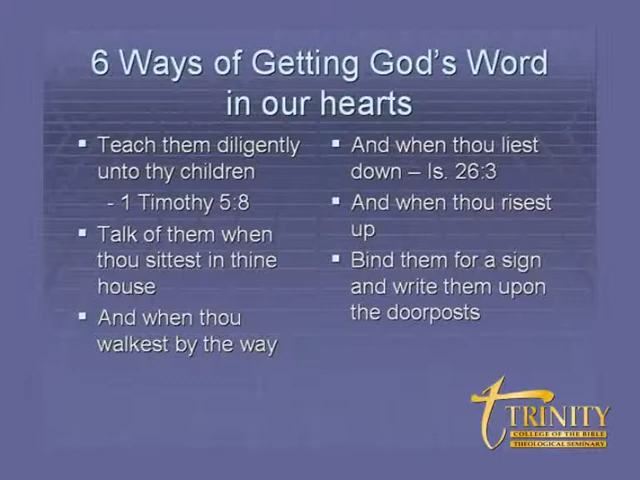 6 Ways of Getting God's Word
in our hearts
Teach them diligently
unto thy children
- 1 Timothy 5:8
Talk of them when
thou sittest in thine
house
And when thou
walkest by the way
And when thou liest
down – Is. 26:3
And when thou risest
up
Bind them for a sign
and write them upon
the doorposts
TRINITY
COLLEGE OF THE BIBLE
THEOLOGICAL SEMINARY